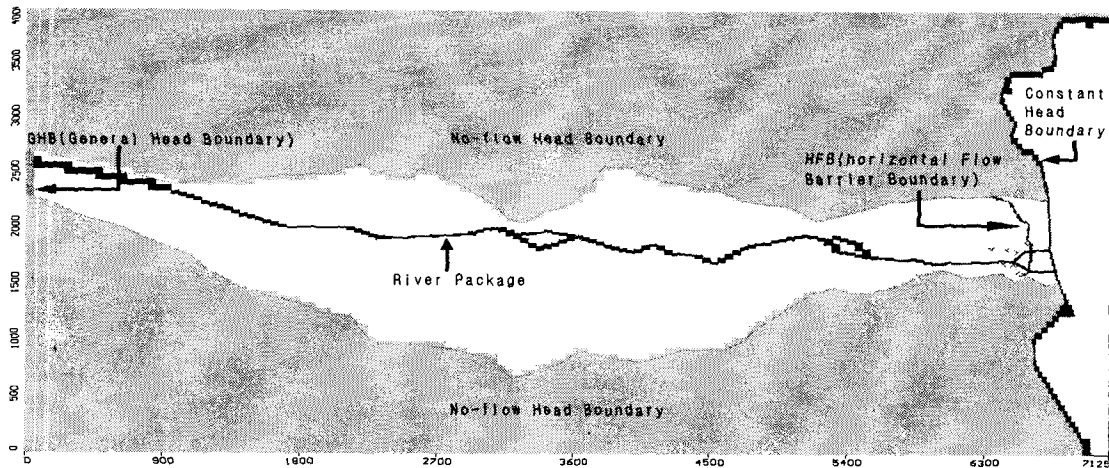 4000
3500
3000
2500
2000
1500
1000
500
0
GHB(General Head Boundary)
No-flow Head Boundary
Constant
Head
Boundary
HFB(horizontal Flow
Barrier Boundary)
River Package
No-flow Head Boundary
0 900 1800 2700 3600 4500 5400 6300 7125